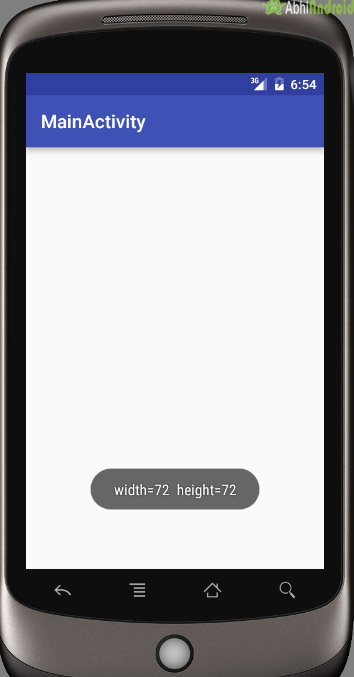 AbhiAndroid
3G 6:54
MainActivity
width=72 height=72